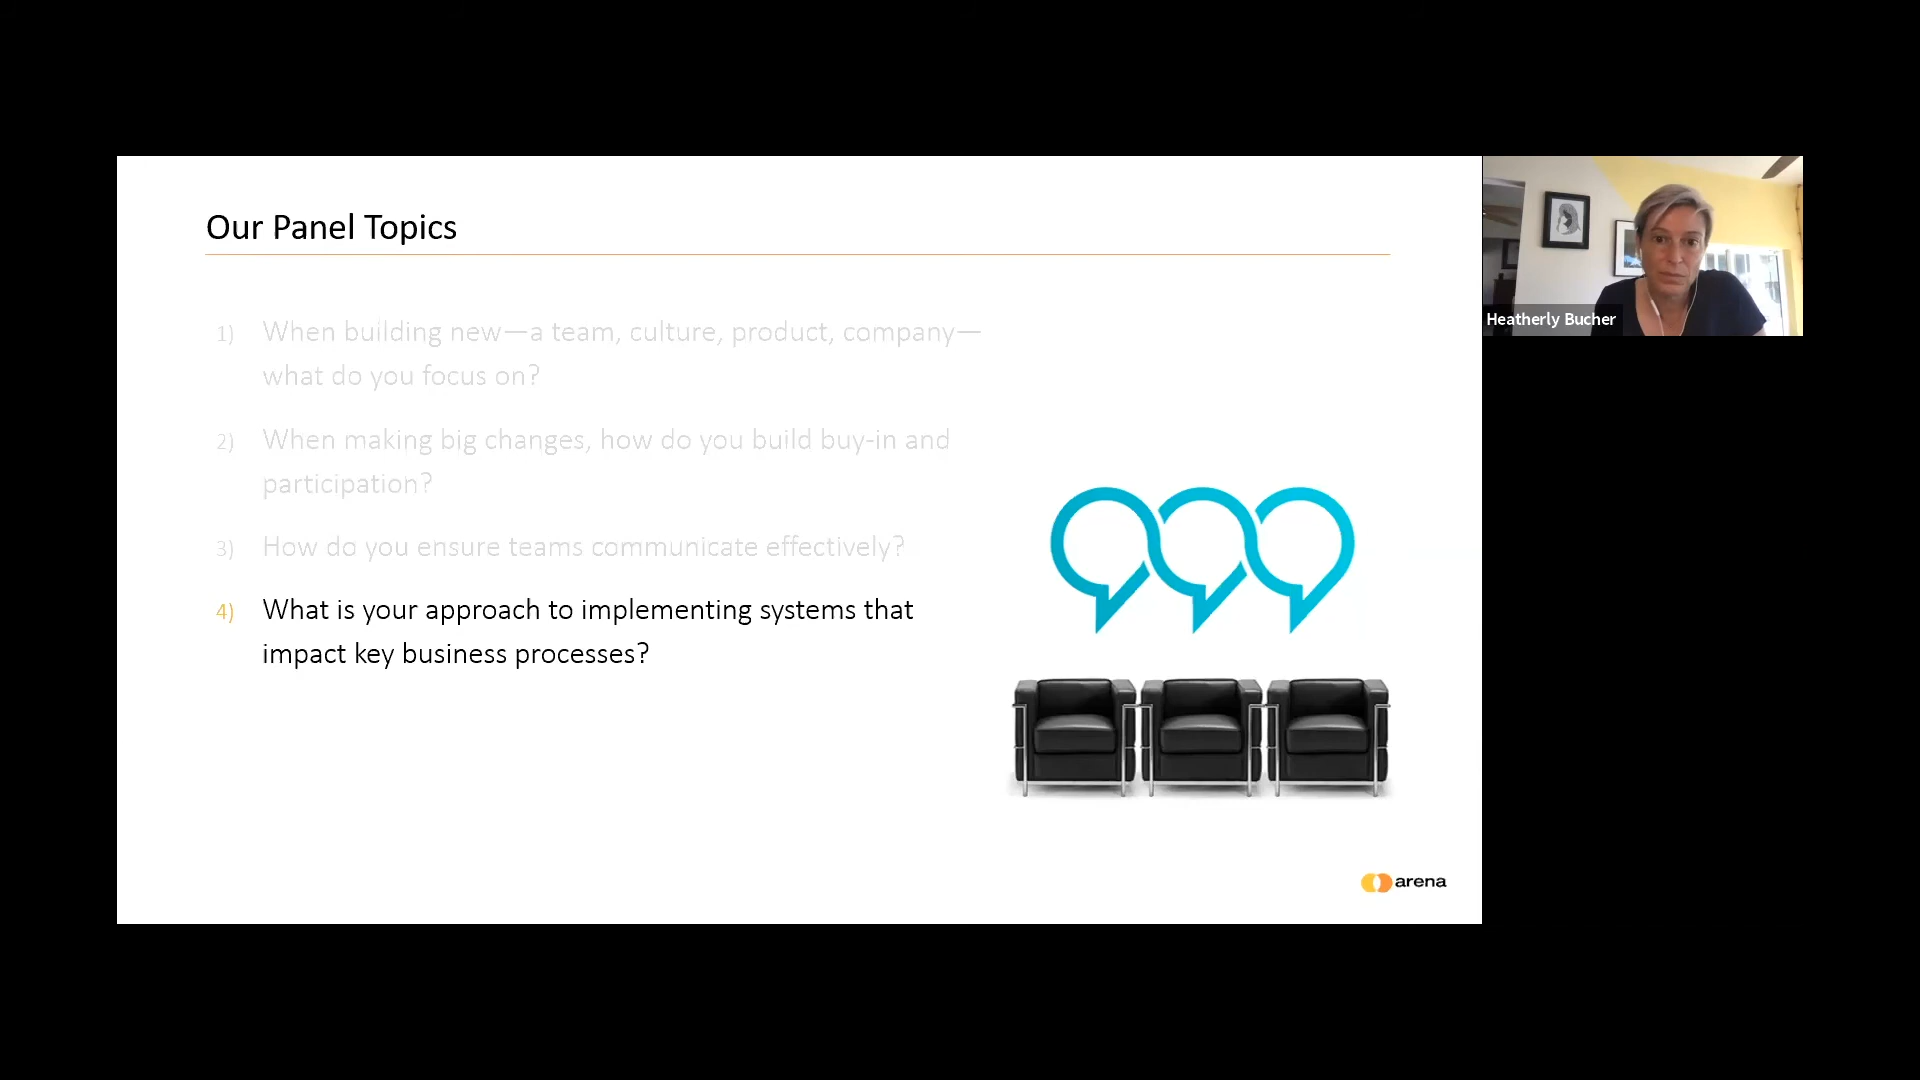 Our Panel Topics
1) When building new—a team, culture, product, company—
what do you focus on?
2) When making big changes, how do you build buy-in and
participation?
3) How do you ensure teams communicate effectively?
4) What is your approach to implementing systems that
impact key business processes?
arena
Heatherly Bucher